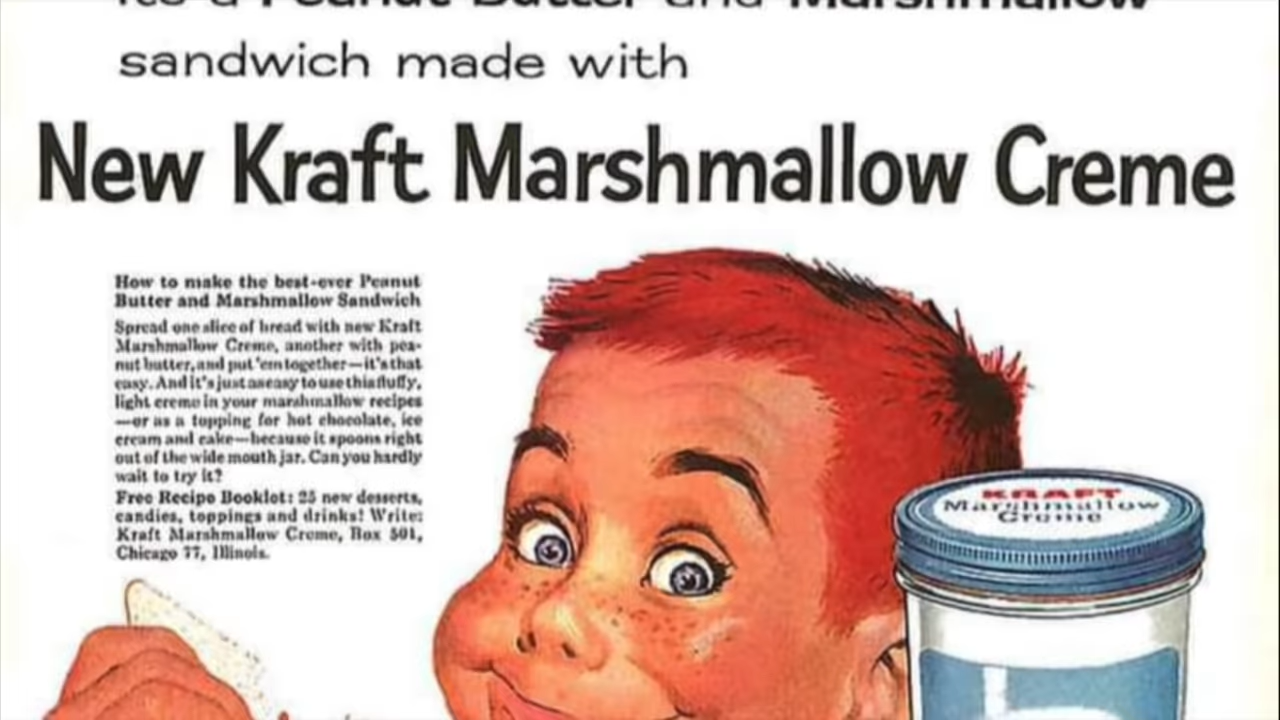 It's a Peanut Butter and Marshmallow
sandwich made with
New Kraft Marshmallow Creme
How to make the best-ever Peanut
Butter and Marshmallow Sandwich
Spread one slice of bread with new Kraft
Marshmallow Creme, another with pea-
nut butter, and put 'em together—it's that
easy. And it's just as easy to use this fluffy,
light creme in your marshmallow recipes
—or as a topping for hot chocolate, ice
cream and cake—because it spoons right
out of the wide mouth jar. Can you hardly
wait to try it?
Free Recipe Booklet: 25 new desserts,
candies, toppings and drinks! Write:
Kraft Marshmallow Creme, Box 501,
Chicago 77, Illinois.
KRAFT
Marshmallow
Creme